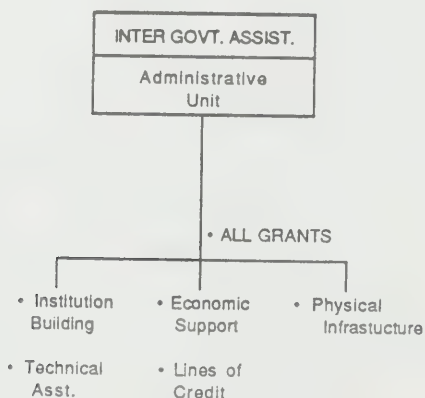 INTER GOVT. ASSIST.
Administrative
Unit
• ALL GRANTS
• Institution
Building
• Economic
Support
• Physical
Infrastucture
• Technical
Asst.
• Lines of
Credit